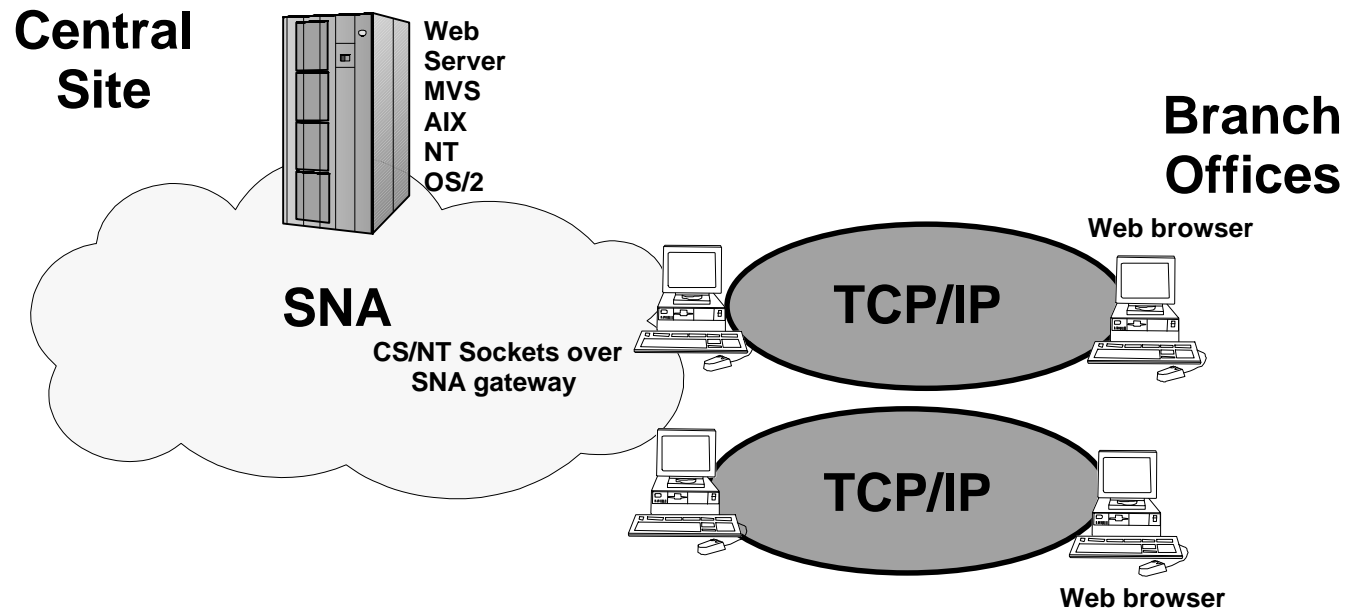 Central
Site
Web
Server
MVS
AIX
NT
OS/2
Branch
Offices
Web browser
SNA
TCP/IP
CS/NT Sockets over
SNA gateway
TCP/IP
Web browser